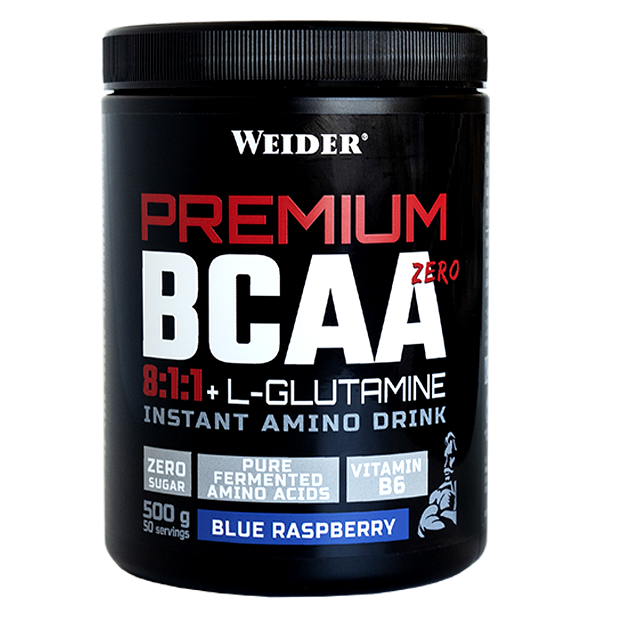 WEIDER®
PREMIUM
BCAA
ZERO
8:1:1 + L-GLUTAMINE
INSTANT AMINO DRINK
ZERO
SUGAR
PURE
FERMENTED
AMINO ACIDS
VITAMIN
B6
500 g
50 servings
BLUE RASPBERRY